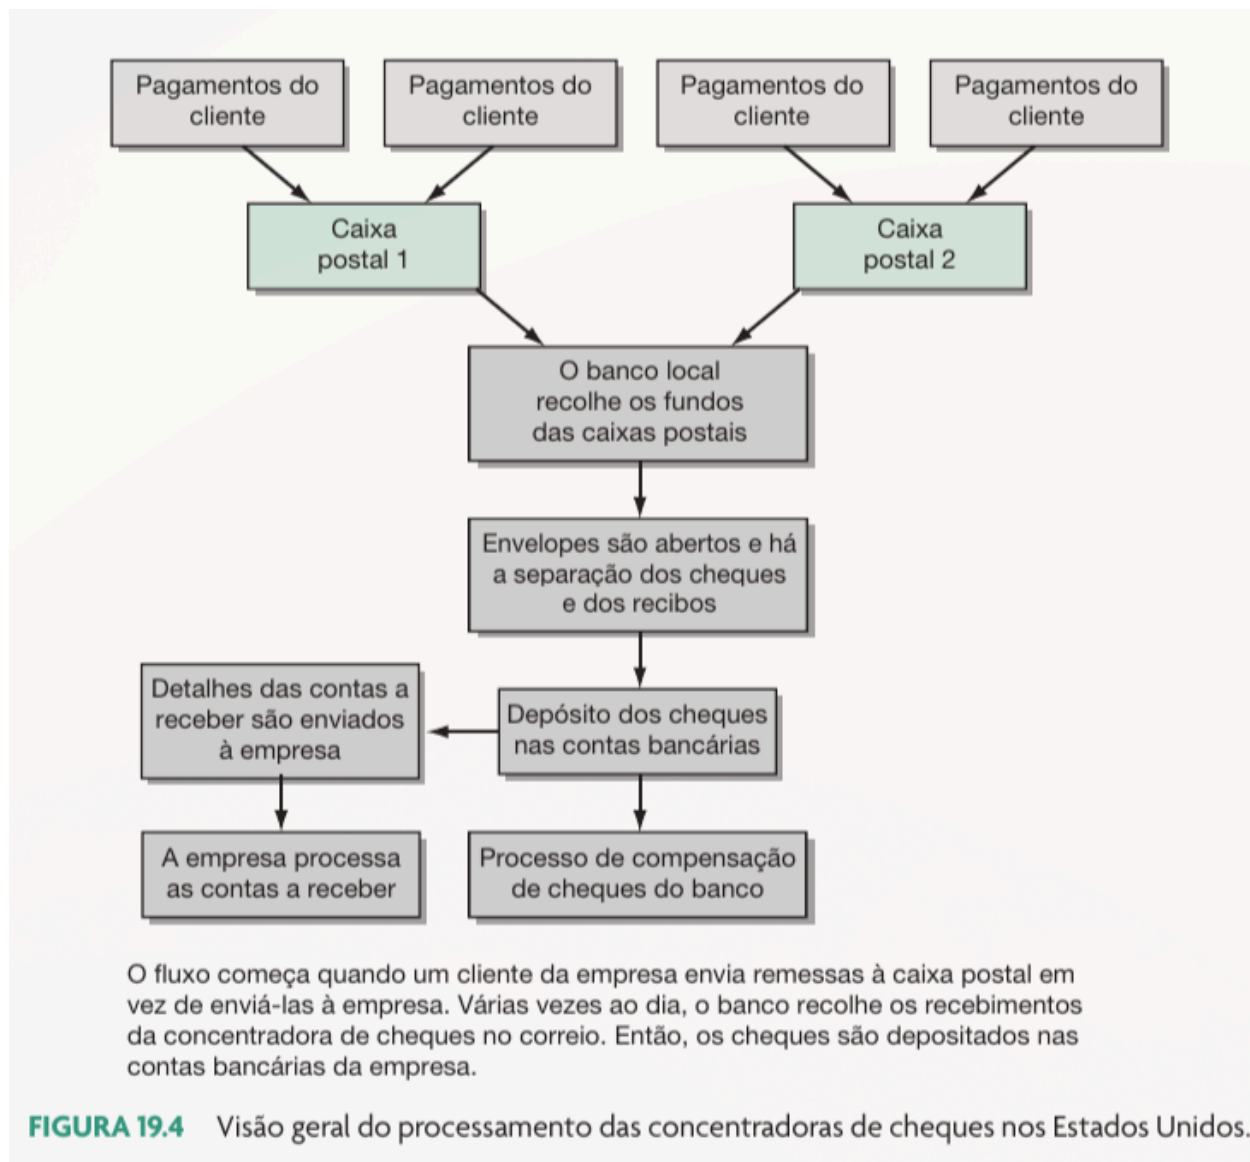 Pagamentos do
cliente
Pagamentos do
cliente
Pagamentos do
cliente
Pagamentos do
cliente
Caixa
postal 1
Caixa
postal 2
O banco local
recolhe os fundos
das caixas postais
Envelopes são abertos e há
a separação dos cheques
e dos recibos
Detalhes das contas a
receber são enviados
à empresa
Depósito dos cheques
nas contas bancárias
A empresa processa
as contas a receber
Processo de compensação
de cheques do banco
O fluxo começa quando um cliente da empresa envia remessas à caixa postal em
vez de enviá-las à empresa. Várias vezes ao dia, o banco recolhe os recebimentos
da concentradora de cheques no correio. Então, os cheques são depositados nas
contas bancárias da empresa.
FIGURA 19.4 Visão geral do processamento das concentradoras de cheques nos Estados Unidos.